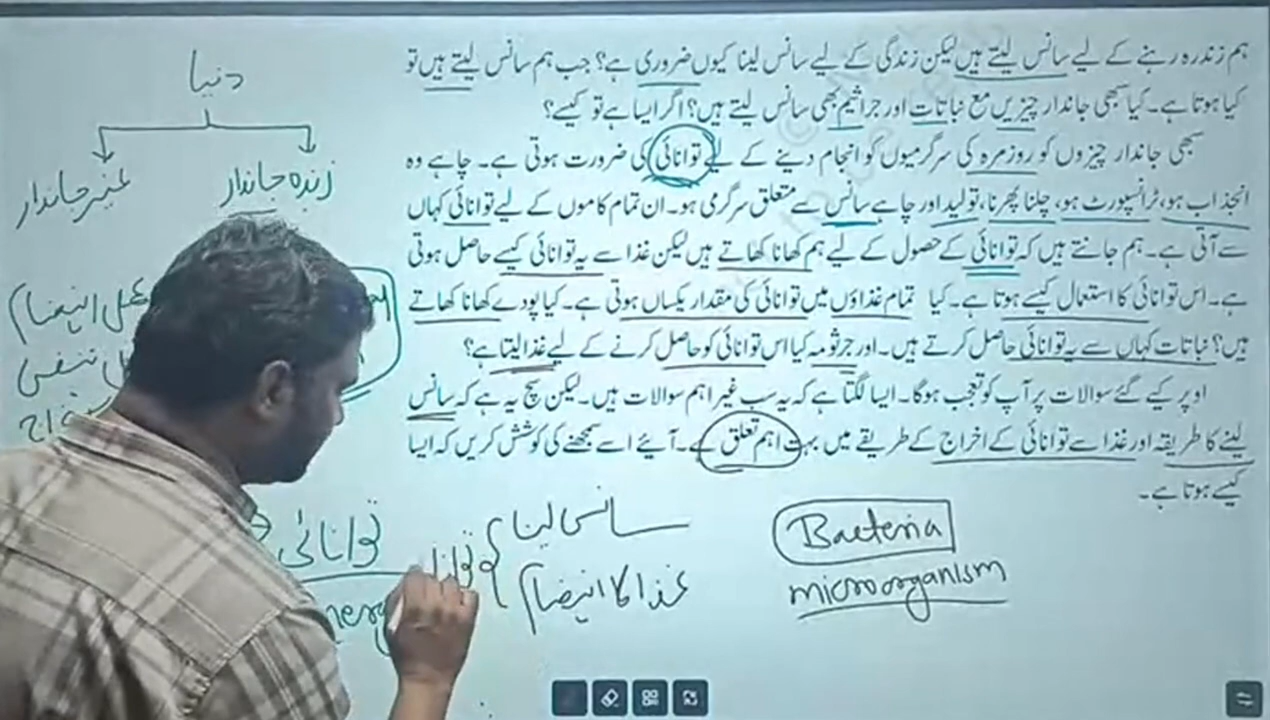 ہم زندرہ رہنے کے لیے سانس لیتے ہیں لیکن زندگی کے لیے سانس لینا کیوں ضروری ہے؟ جب ہم سانس لیتے ہیں تو
کیا ہوتا ہے۔ کیا سبھی جاندار چیزیں مع نباتات اور جراثیم بھی سانس لیتے ہیں؟ اگر ایسا ہے تو کیسے؟
سبھی جاندار چیزوں کو روزمرہ کی سرگرمیوں کو انجام دینے کے لیے توانائی کی ضرورت ہوتی ہے۔ چاہے وہ
انجذاب ہو، ٹرانسپورٹ ہو، چلنا پھرنا، تولید اور چاہے سانس سے متعلق سرگرمی ہو۔ ان تمام کاموں کے لیے توانائی کہاں
سے آتی ہے۔ ہم جانتے ہیں کہ توانائی کے حصول کے لیے ہم کھانا کھاتے ہیں لیکن غذا سے یہ توانائی کیسے حاصل ہوتی
ہے۔ اس توانائی کا استعمال کیسے ہوتا ہے۔ کیا تمام غذاؤں میں توانائی کی مقدار یکساں ہوتی ہے۔ کیا پودے کھانا کھاتے
ہیں؟ نباتات کہاں سے یہ توانائی حاصل کرتے ہیں۔ اور جرثومہ کیا اس توانائی کو حاصل کرنے کے لیے غذا لیتا ہے؟
اوپر کیے گئے سوالات پر آپ کو تعجب ہوگا۔ ایسا لگتا ہے کہ یہ سب غیر اہم سوالات ہیں۔ لیکن سچ یہ ہے کہ سانس
لینے کا طریقہ اور غذا سے توانائی کے اخراج کے طریقے میں بہت اہم تعلق ہے۔ آیئے اسے سمجھنے کی کوشش کریں کہ ایسا
کیسے ہوتا ہے۔
دنیا
زندہ جاندار
غیر جاندار
توانائی
سانس لینا
غذا کا انہضام
Bacteria
microorganism